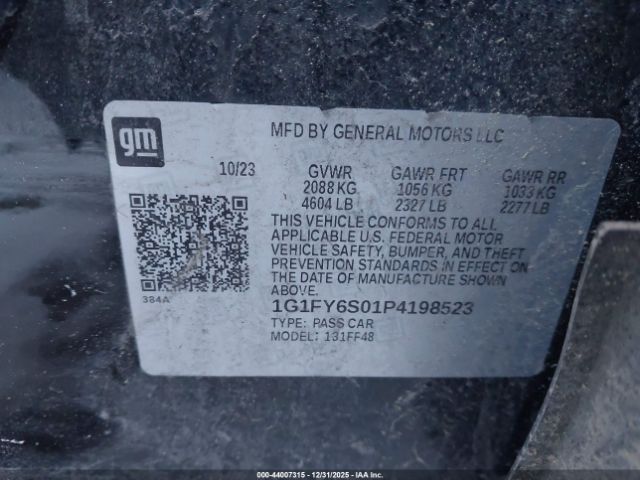 gm
MFD BY GENERAL MOTORS LLC
10/23 GVWR GAWR FRT GAWR RR
2088 KG 1056 KG 1033 KG
4604 LB 2327 LB 2277 LB
THIS VEHICLE CONFORMS TO ALL
APPLICABLE U.S. FEDERAL MOTOR
VEHICLE SAFETY, BUMPER, AND THEFT
PREVENTION STANDARDS IN EFFECT ON THE
DATE OF MANUFACTURE SHOWN
ABOVE.
384A
1G1FY6S01P4198523
TYPE: PASS CAR
MODEL: 131FF48
000-44007315 - 12/31/2025 - IAA Inc.